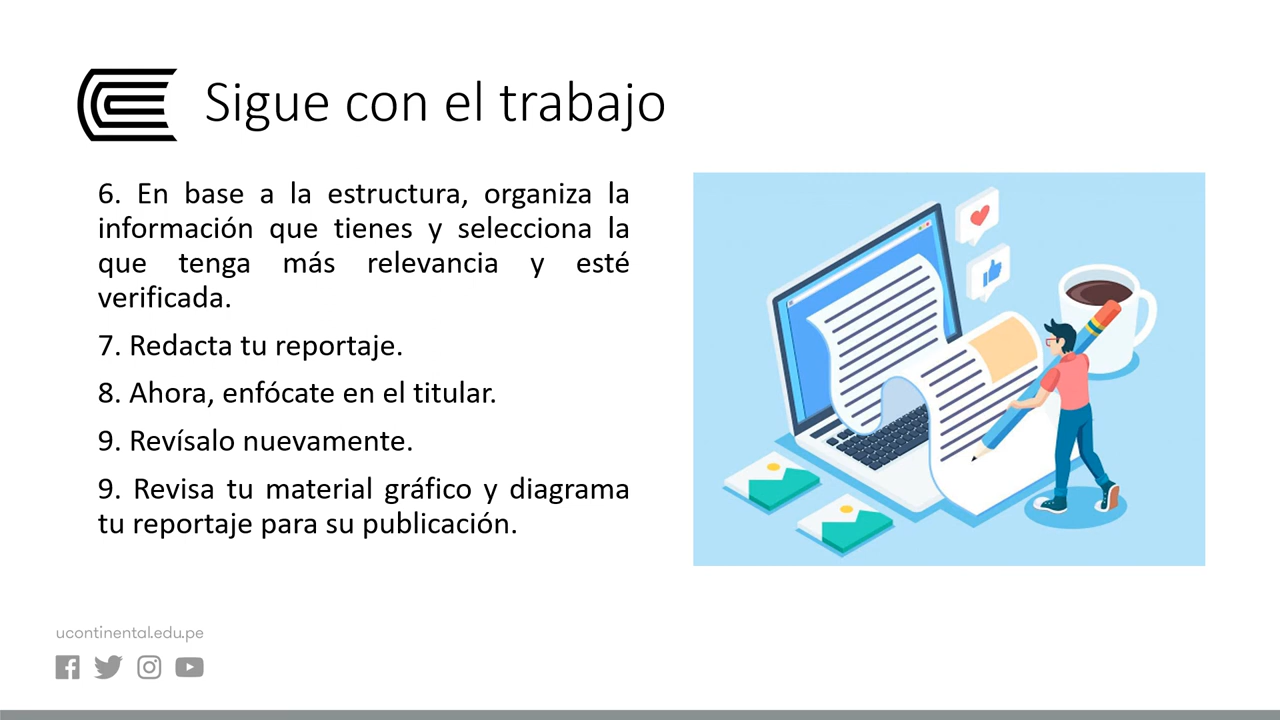 Sigue con el trabajo
6. En base a la estructura, organiza la
información que tienes y selecciona la
que tenga más relevancia y esté
verificada.
7. Redacta tu reportaje.
8. Ahora, enfócate en el titular.
9. Revísalo nuevamente.
9. Revisa tu material gráfico y diagrama
tu reportaje para su publicación.
ucontinental.edu.pe